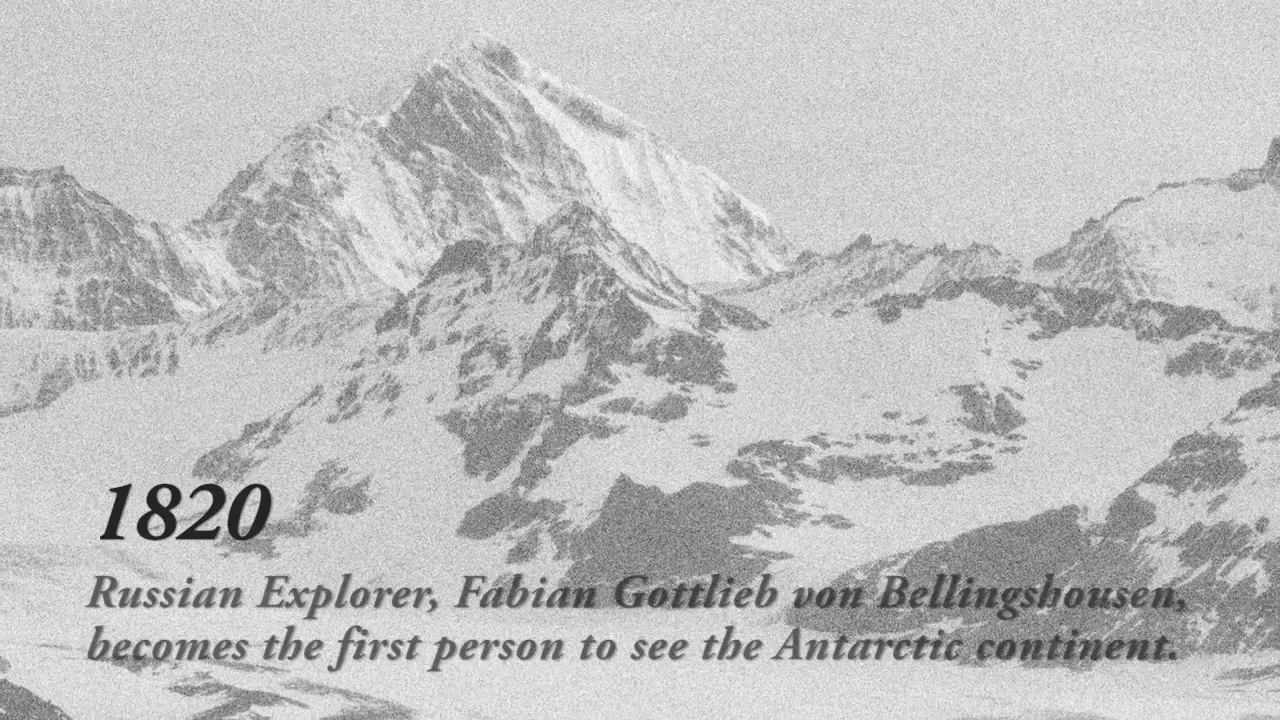 1820
Russian Explorer, Fabian Gottlieb von Bellingshousen,
becomes the first person to see the Antarctic continent.